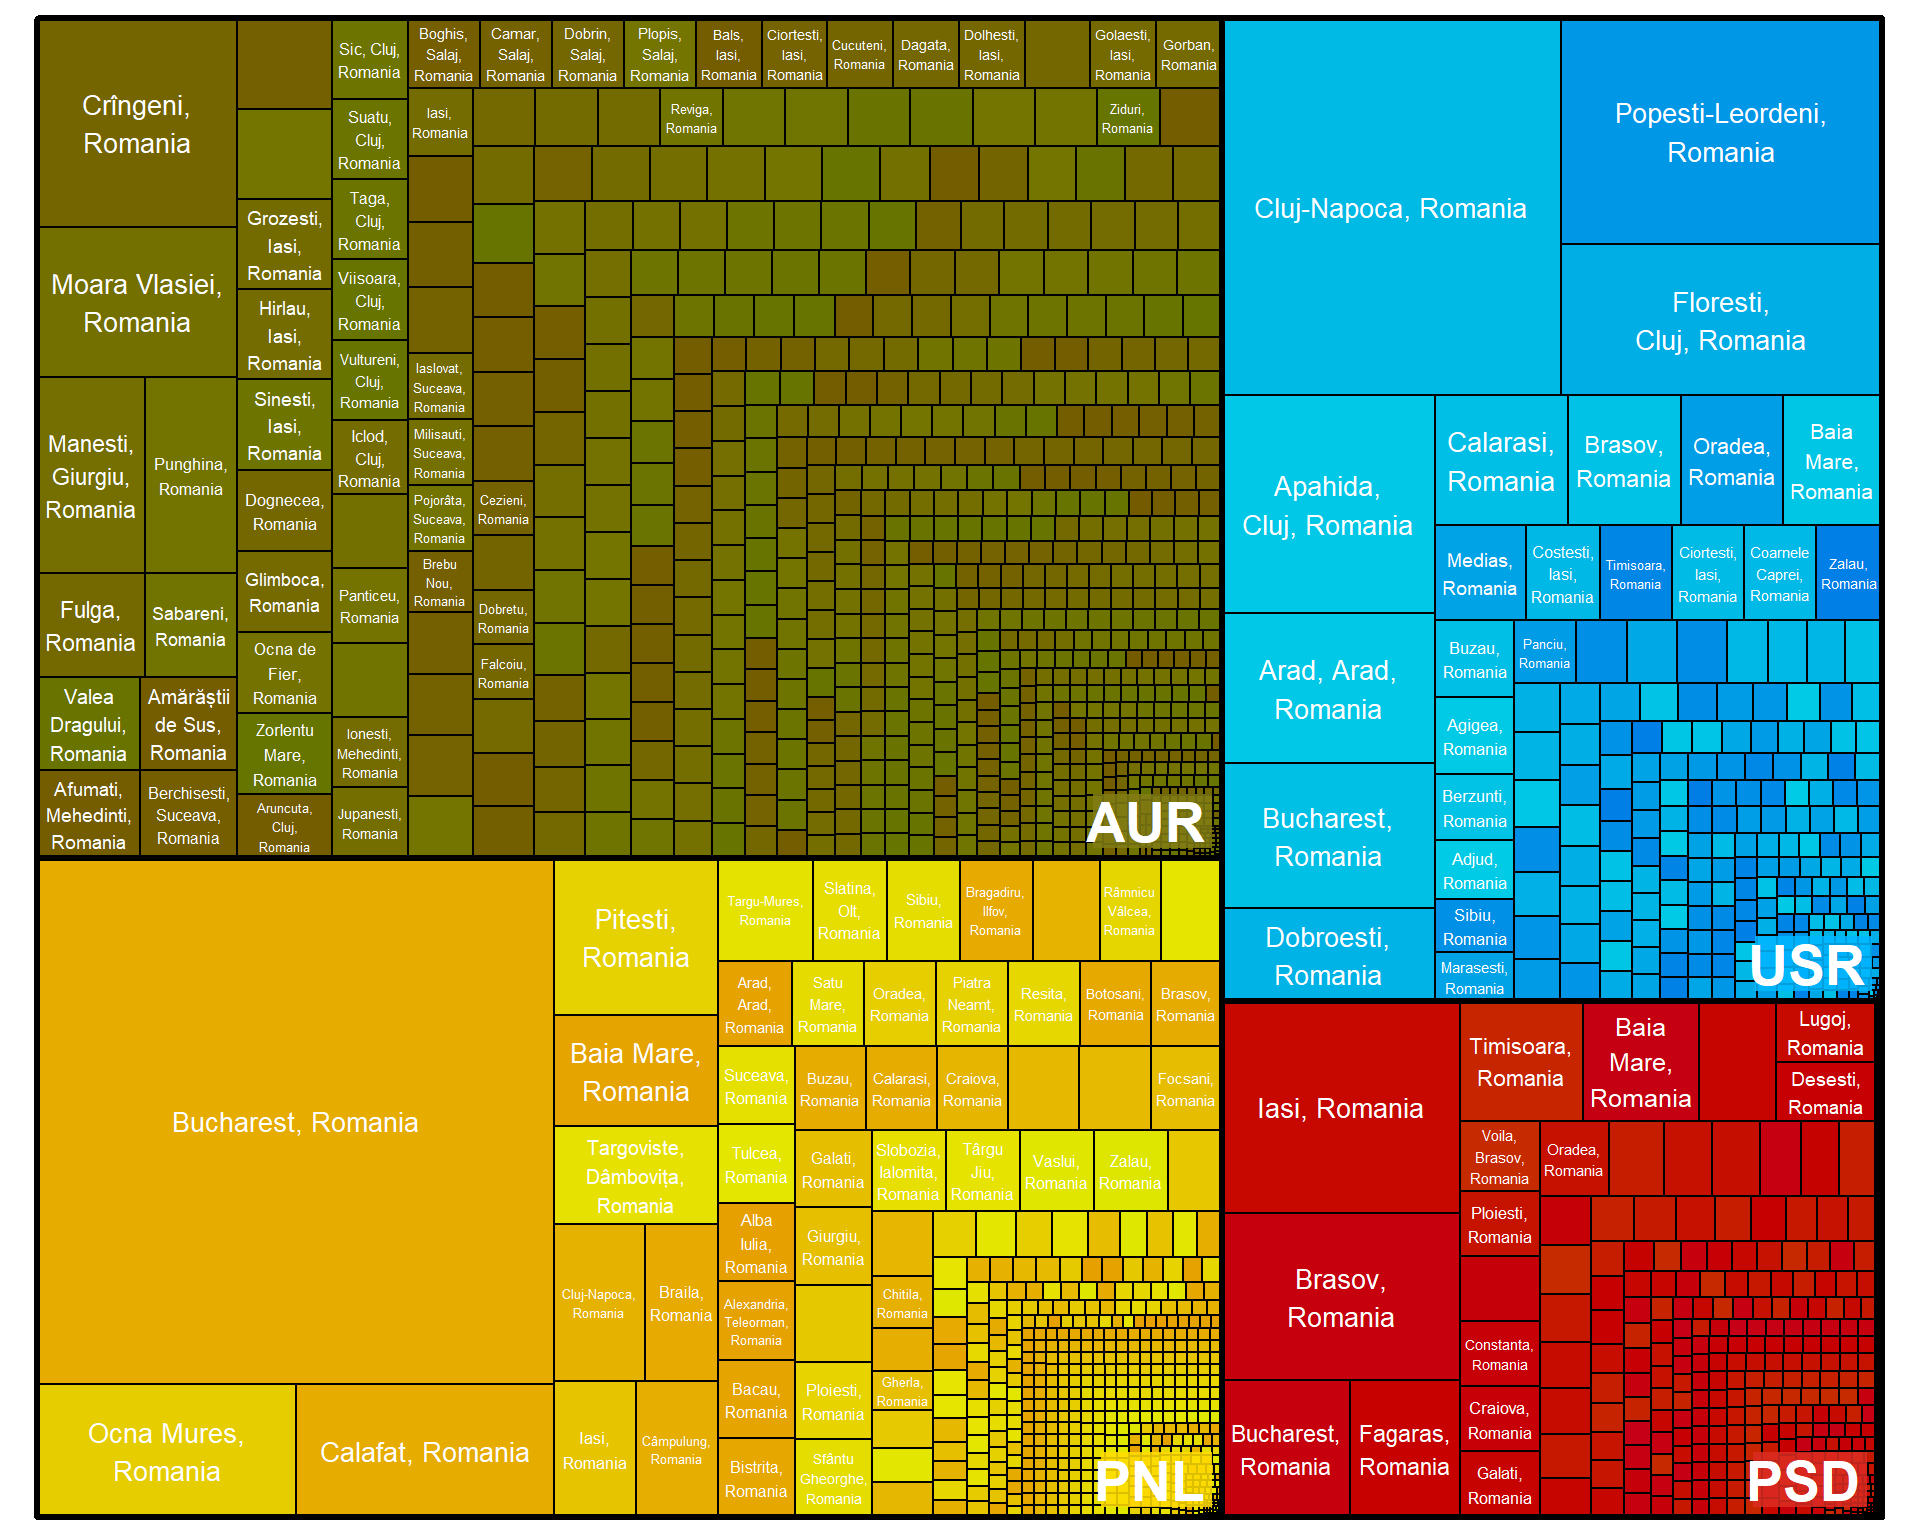 Crîngeni,
Romania
Moara Vlasiei,
Romania
Manesti,
Giurgiu,
Romania
Punghina,
Romania
Fulga,
Romania
Sabareni,
Romania
Valea
Dragului,
Romania
Amărăștii
de Sus,
Romania
Afumati,
Mehedinti,
Romania
Berchisesti,
Suceava,
Romania
Grozesti,
Iasi,
Romania
Hirlau,
Iasi,
Romania
Sinesti,
Iasi,
Romania
Dognecea,
Romania
Glimboca,
Romania
Ocna de
Fier,
Romania
Zorlentu
Mare,
Romania
Aruncuta,
Cluj,
Romania
Sic, Cluj,
Romania
Suatu,
Cluj,
Romania
Taga,
Cluj,
Romania
Viisoara,
Cluj,
Romania
Vultureni,
Cluj,
Romania
Iclod,
Cluj,
Romania
Panticeu,
Romania
Ionesti,
Mehedinti,
Romania
Jupanesti,
Romania
Boghis,
Salaj,
Romania
Camar,
Salaj,
Romania
Dobrin,
Salaj,
Romania
Plopis,
Salaj,
Romania
Bals,
Iasi,
Romania
Ciortesti,
Iasi,
Romania
Cucuteni,
Romania
Dagata,
Romania
Dolhesti,
Iasi,
Romania
Golaesti,
Iasi,
Romania
Gorban,
Romania
Iasi,
Romania
Reviga,
Romania
Ziduri,
Romania
Iaslovat,
Suceava,
Romania
Milisauti,
Suceava,
Romania
Pojorâta,
Suceava,
Romania
Brebu
Nou,
Romania
Cezieni,
Romania
Dobretu,
Romania
Falcoiu,
Romania
AUR
Cluj-Napoca, Romania
Popesti-Leordeni,
Romania
Floresti,
Cluj, Romania
Apahida,
Cluj, Romania
Arad, Arad,
Romania
Bucharest,
Romania
Dobroesti,
Romania
Calarasi,
Romania
Brasov,
Romania
Oradea,
Romania
Baia
Mare,
Romania
Medias,
Romania
Costesti,
Iasi,
Romania
Timisoara,
Romania
Ciortesti,
Iasi,
Romania
Coarnele
Caprei,
Romania
Zalau,
Romania
Buzau,
Romania
Panciu,
Romania
Agigea,
Romania
Berzunti,
Romania
Adjud,
Romania
Sibiu,
Romania
Marasesti,
Romania
USR
Bucharest, Romania
Ocna Mures,
Romania
Calafat, Romania
Pitesti,
Romania
Baia Mare,
Romania
Targoviste,
Dâmbovița,
Romania
Cluj-Napoca,
Romania
Braila,
Romania
Iasi,
Romania
Câmpulung,
Romania
Targu-Mures,
Romania
Slatina,
Olt,
Romania
Sibiu,
Romania
Bragadiru,
Ilfov,
Romania
Râmnicu
Vâlcea,
Romania
Arad,
Arad,
Romania
Satu
Mare,
Romania
Oradea,
Romania
Piatra
Neamt,
Romania
Resita,
Romania
Botosani,
Romania
Brasov,
Romania
Suceava,
Romania
Buzau,
Romania
Calarasi,
Romania
Craiova,
Romania
Focsani,
Romania
Tulcea,
Romania
Galati,
Romania
Slobozia,
Ialomita,
Romania
Târgu
Jiu,
Romania
Vaslui,
Romania
Zalau,
Romania
Alba
Iulia,
Romania
Giurgiu,
Romania
Alexandria,
Teleorman,
Romania
Chitila,
Romania
Bacau,
Romania
Ploiesti,
Romania
Gherla,
Romania
Bistrita,
Romania
Sfântu
Gheorghe,
Romania
PNL
Iasi, Romania
Brasov,
Romania
Bucharest,
Romania
Fagaras,
Romania
Timisoara,
Romania
Baia
Mare,
Romania
Lugoj,
Romania
Desesti,
Romania
Voila,
Brasov,
Romania
Oradea,
Romania
Ploiesti,
Romania
Constanta,
Romania
Craiova,
Romania
Galati,
Romania
PSD